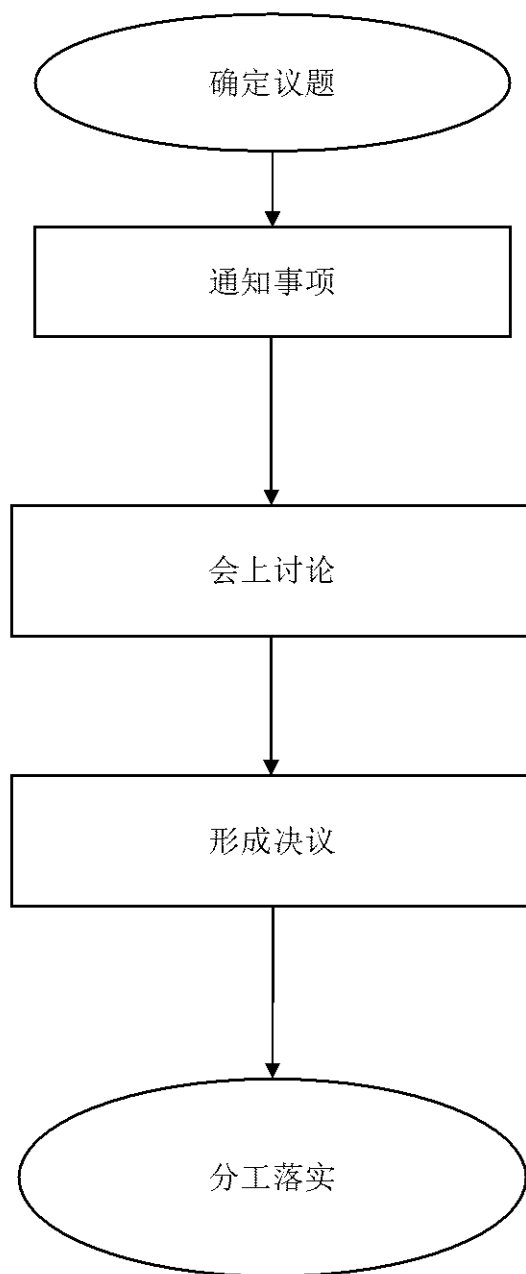 确定议题
通知事项
会上讨论
形成决议
分工落实